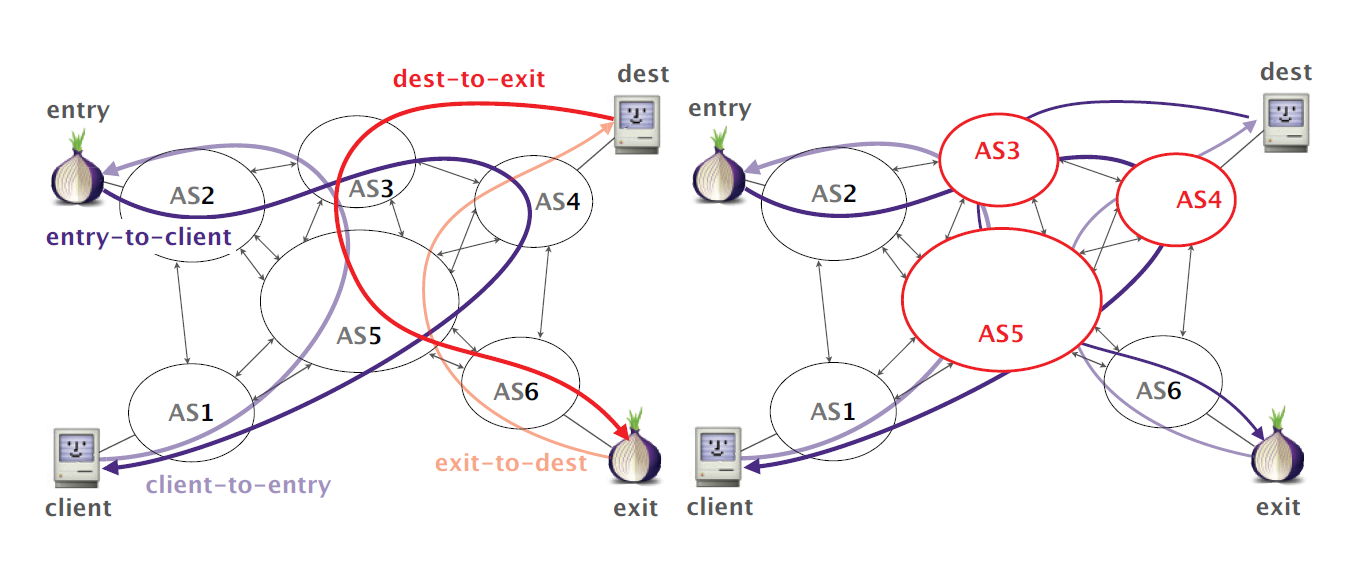 dest-to-exit
dest
entry
AS2
AS3
AS4
entry-to-client
AS5
AS1
AS6
exit-to-dest
client-to-entry
client
exit
dest
entry
AS3
AS2
AS4
AS5
AS1
AS6
client
exit